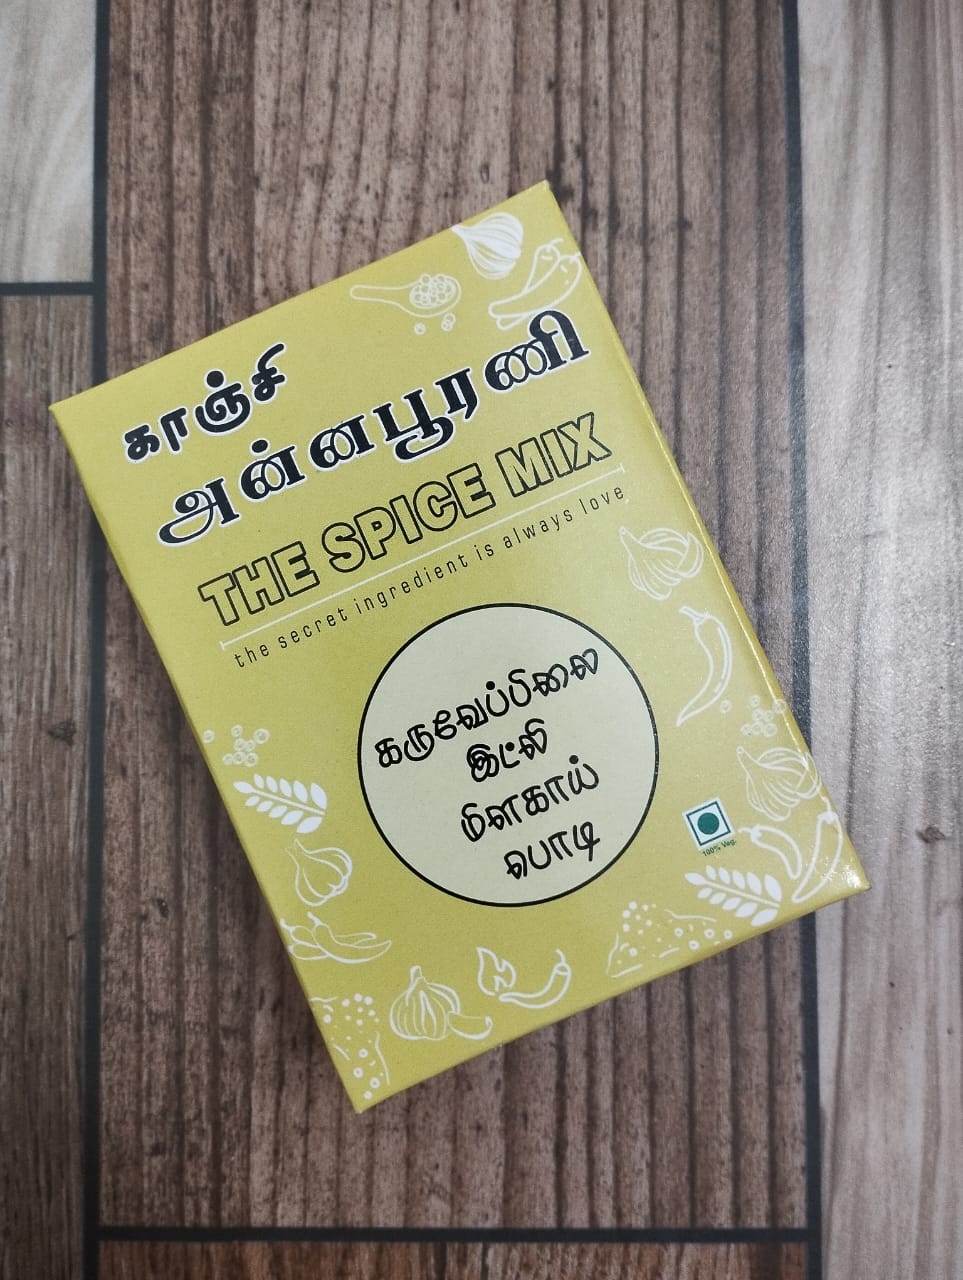 காஞ்சி
அன்னபூரணி
THE SPICE MIX
the secret ingredient is always love
கருவேப்பிலை
இட்லி
மிளகாய்
பொடி
100% Veg.